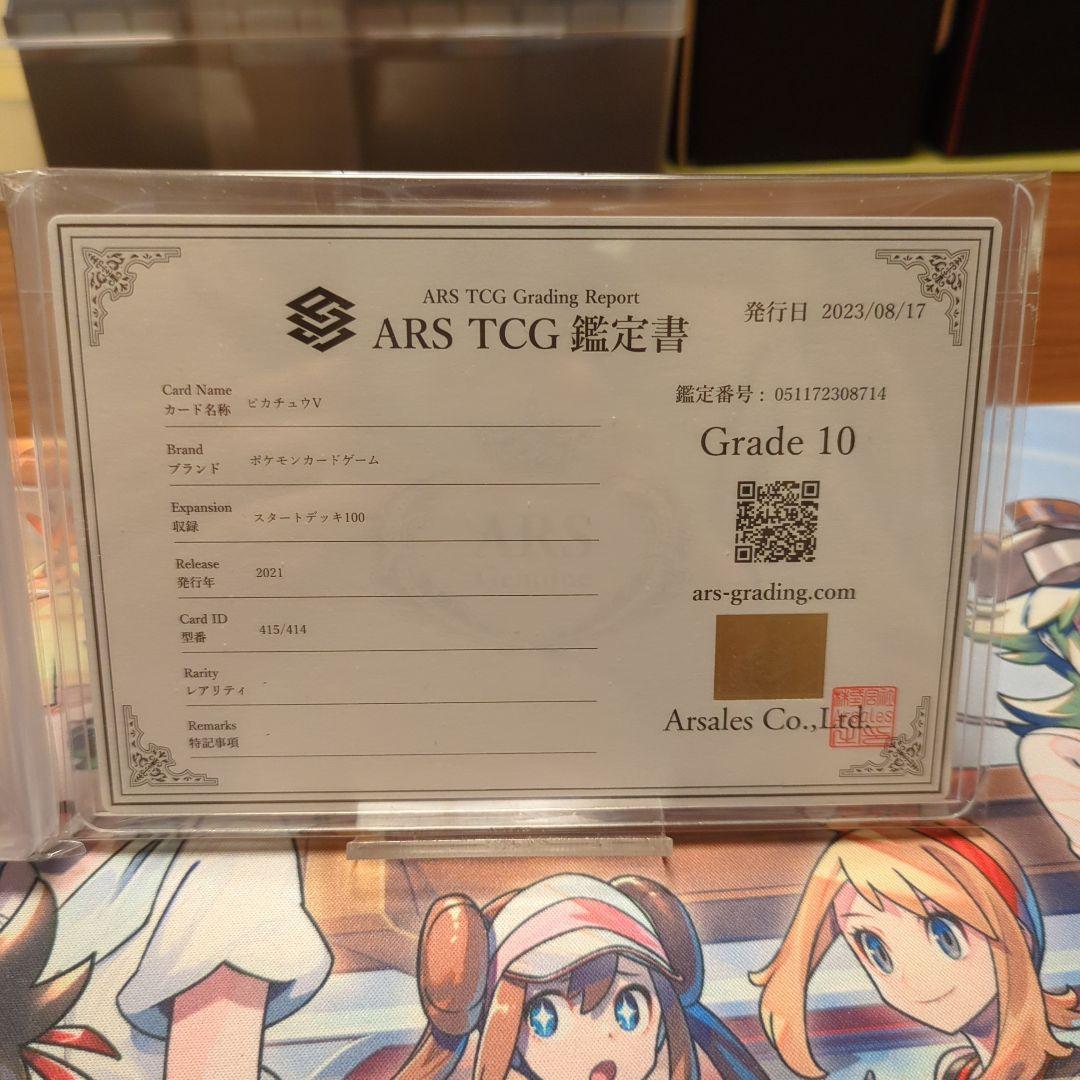 ARS TCG Grading Report
ARS TCG 鑑定書
発行日 2023/08/17
Card Name
カード名称 ピカチュウV
Brand
ブランド ポケモンカードゲーム
Expansion
収録 スタートデッキ100
Release
発行年 2021
Card ID
型番 415/414
Rarity
レアリティ
Remarks
特記事項
鑑定番号 : 051172308714
Grade 10
ars-grading.com
Arsales Co.,Ltd.
ARS
Genuine